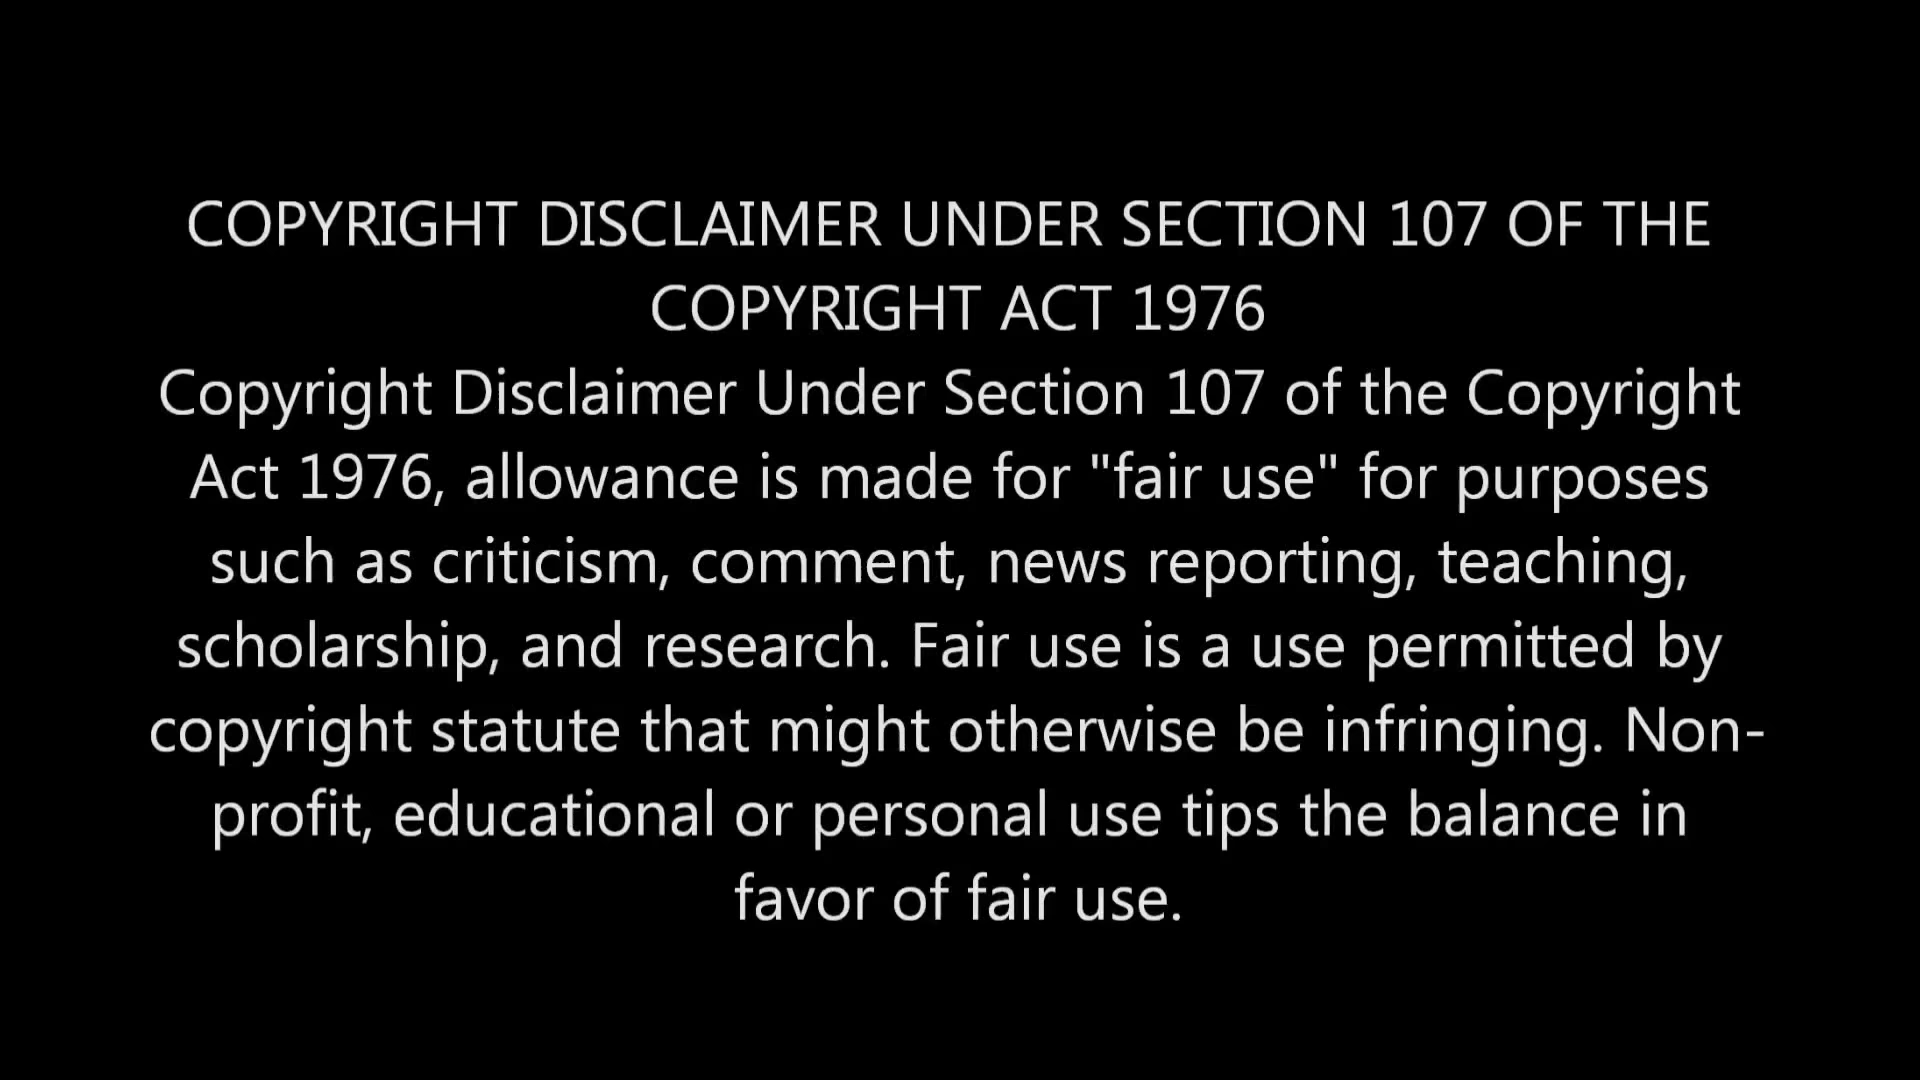 COPYRIGHT DISCLAIMER UNDER SECTION 107 OF THE
COPYRIGHT ACT 1976
Copyright Disclaimer Under Section 107 of the Copyright
Act 1976, allowance is made for "fair use" for purposes
such as criticism, comment, news reporting, teaching,
scholarship, and research. Fair use is a use permitted by
copyright statute that might otherwise be infringing. Non-
profit, educational or personal use tips the balance in
favor of fair use.